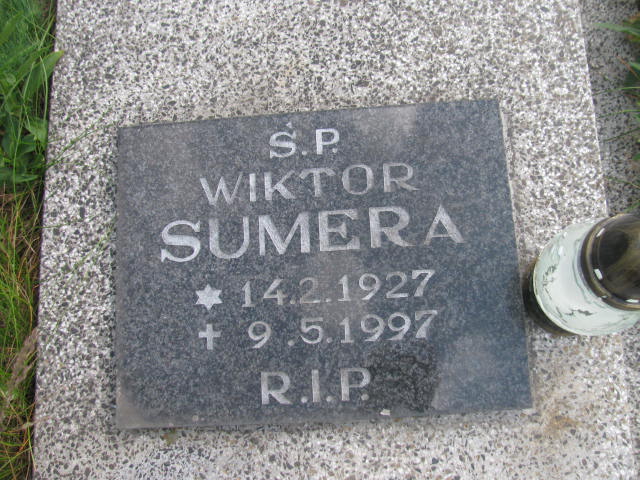 Ś.P.
WIKTOR
SUMERA
* 14.2.1927
+ 9.5.1997
R.I.P.